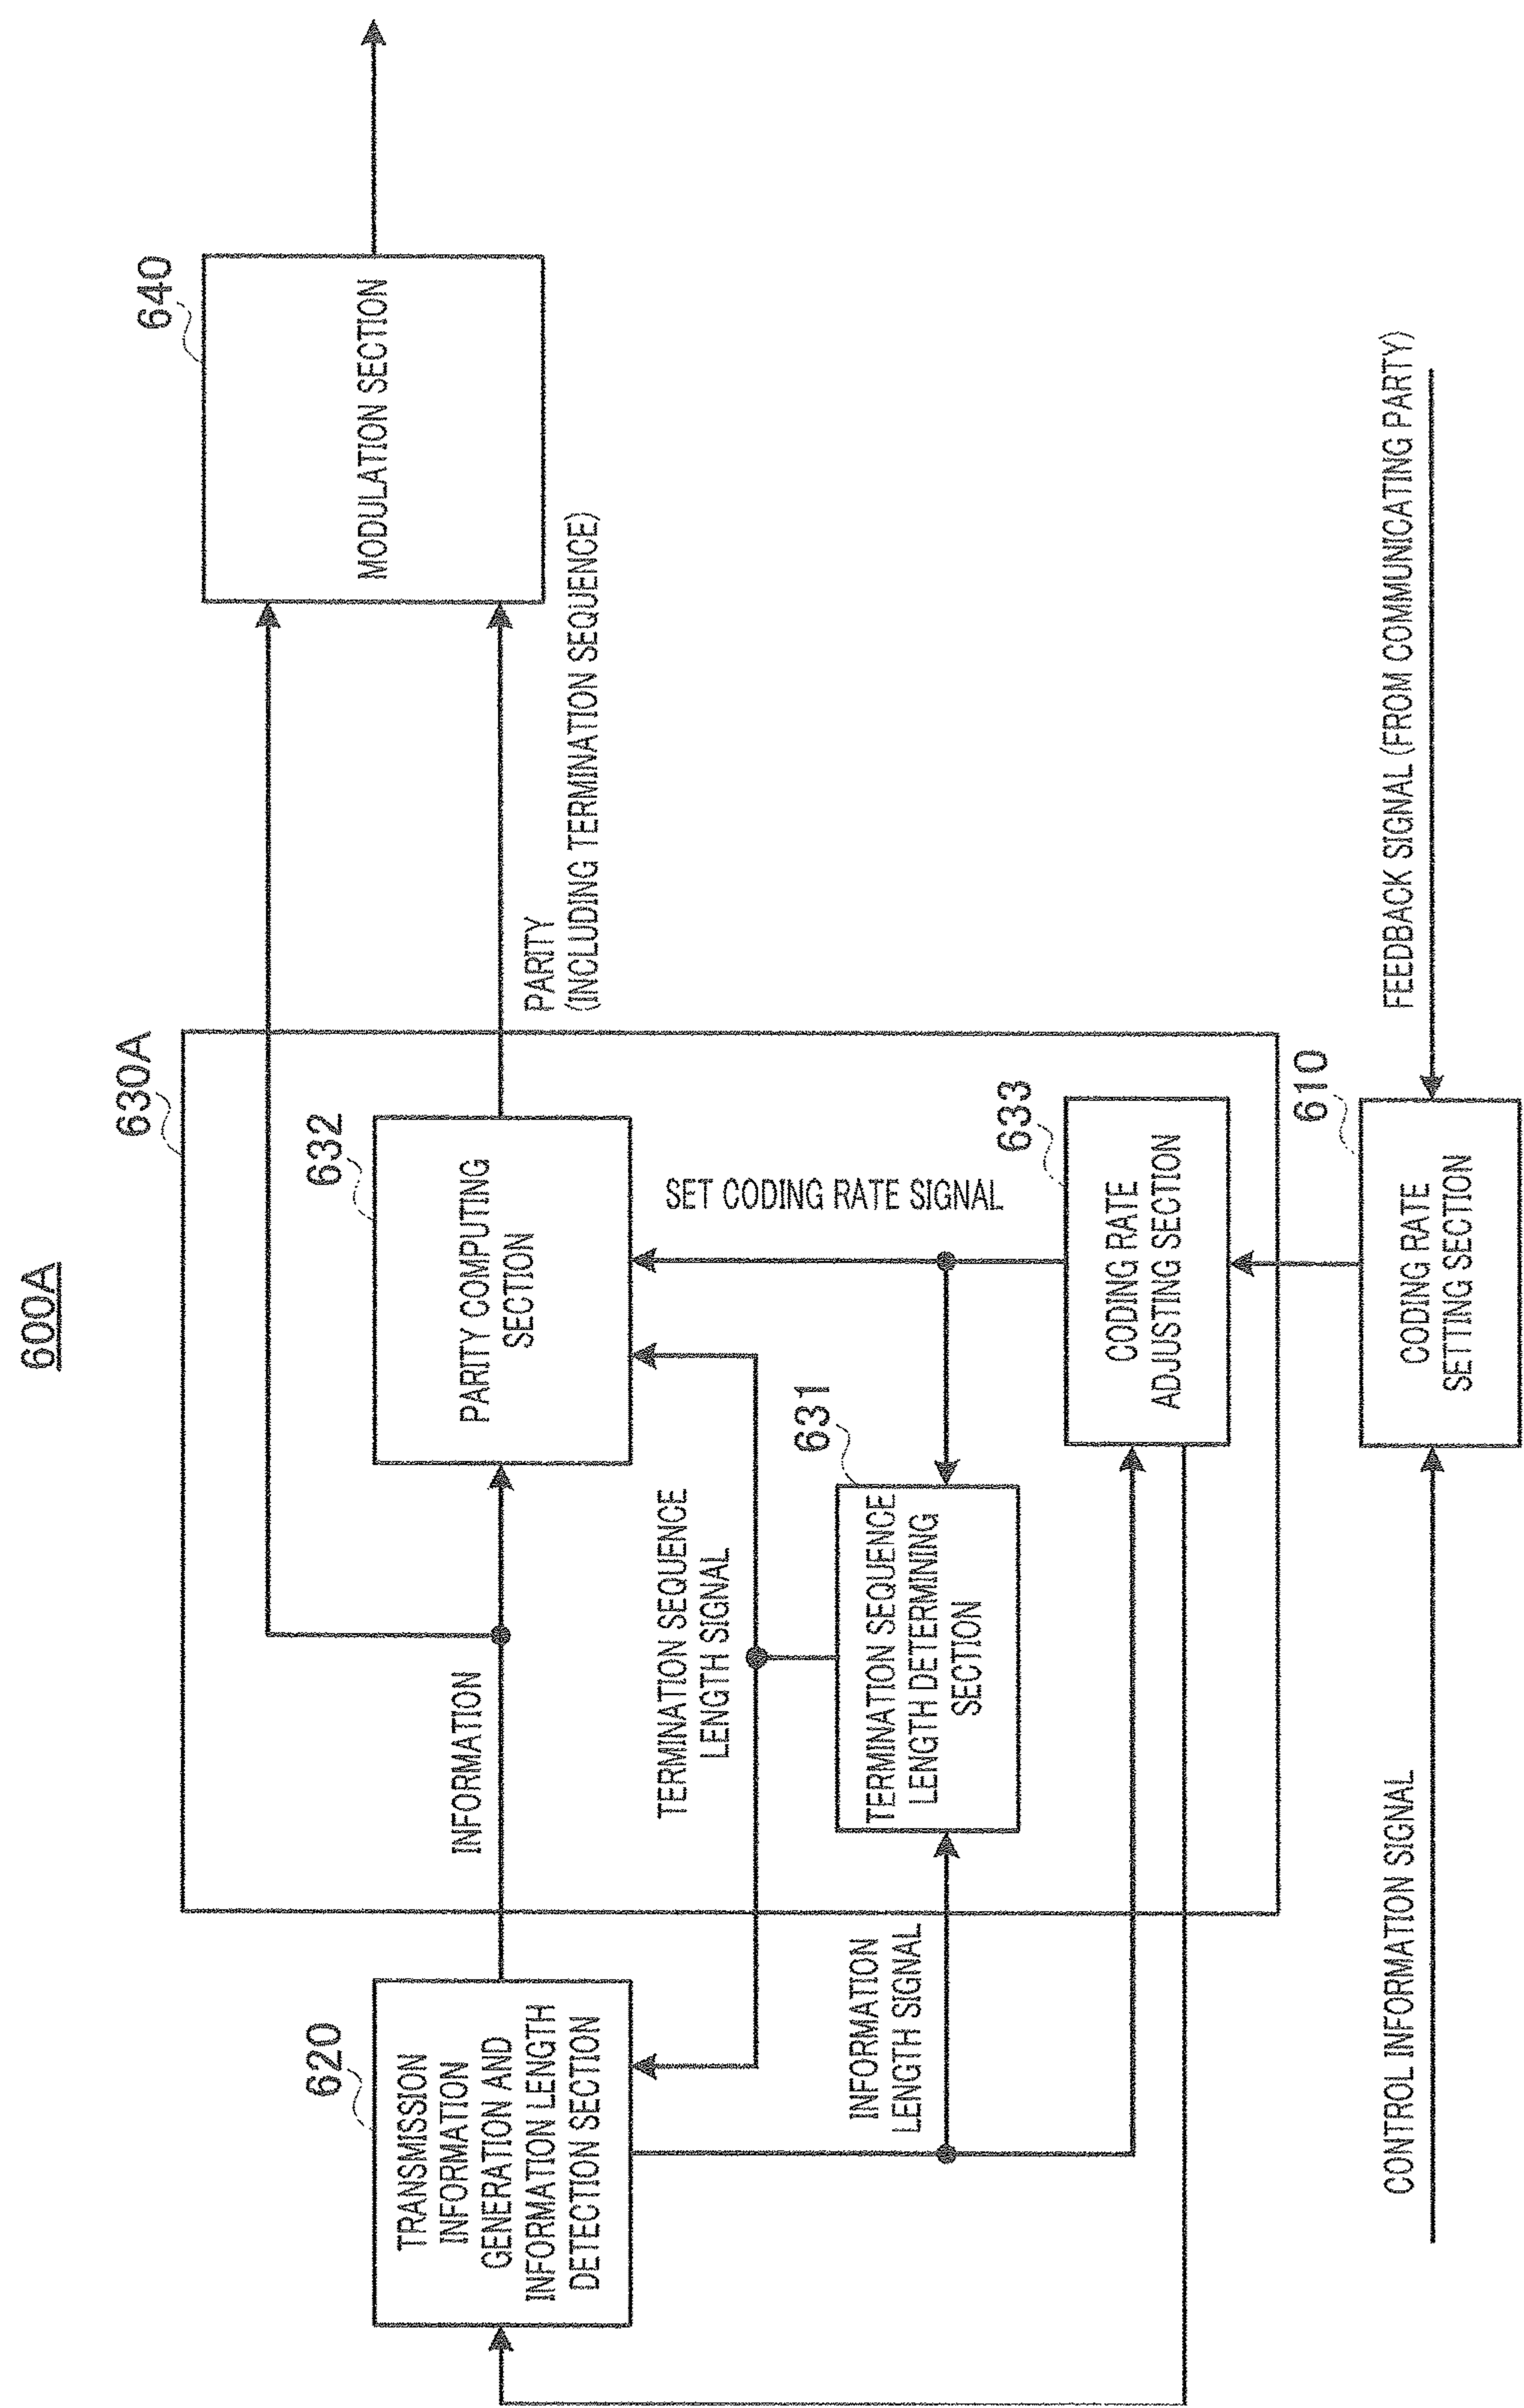 600A
620
TRANSMISSION
INFORMATION
GENERATION AND
INFORMATION LENGTH
DETECTION SECTION
INFORMATION
630A
632
PARITY COMPUTING
SECTION
PARITY
(INCLUDING TERMINATION SEQUENCE)
640
MODULATION SECTION
TERMINATION SEQUENCE
LENGTH SIGNAL
SET CODING RATE SIGNAL
INFORMATION
LENGTH SIGNAL
631
TERMINATION SEQUENCE
LENGTH DETERMINING
SECTION
633
CODING RATE
ADJUSTING SECTION
610
CODING RATE
SETTING SECTION
CONTROL INFORMATION SIGNAL
FEEDBACK SIGNAL (FROM COMMUNICATING PARTY)